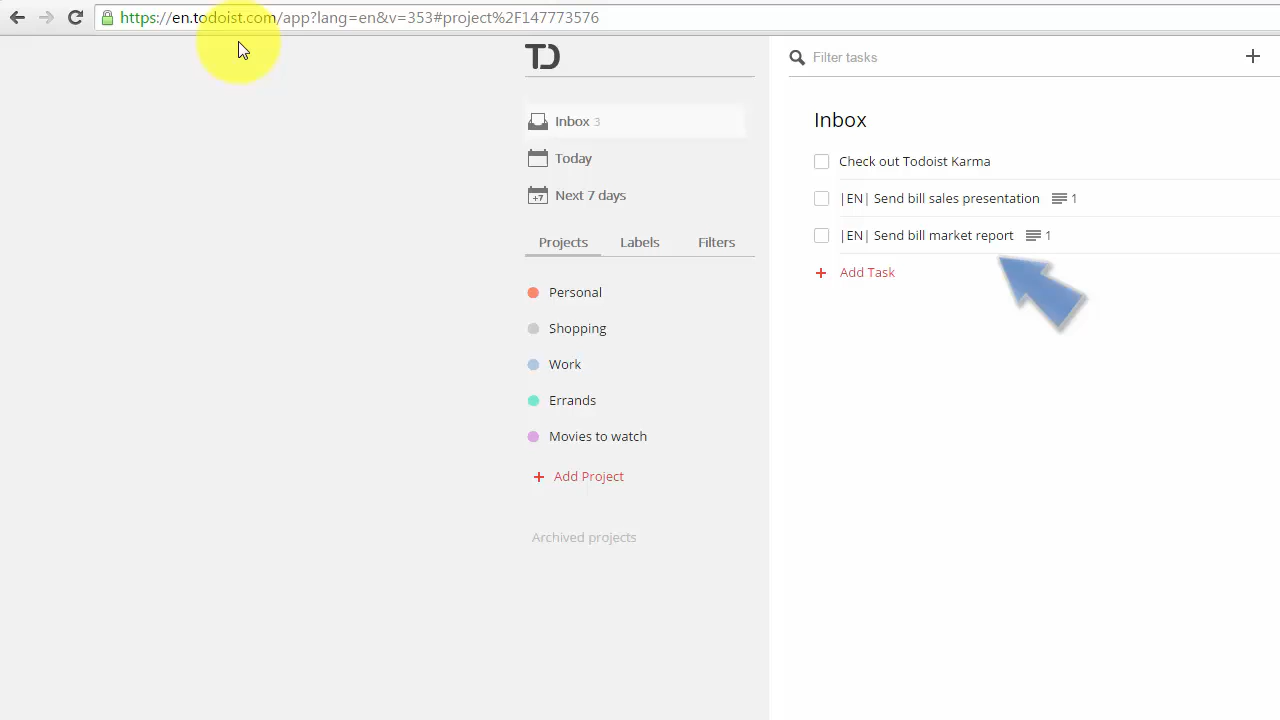 https://en.todoist.com/app?lang=en&v=353#project%2F147773576
TD
Inbox 3
Today
+7 Next 7 days
Projects Labels Filters
Personal
Shopping
Work
Errands
Movies to watch
+ Add Project
Archived projects
Filter tasks +
Inbox
Check out Todoist Karma
|EN| Send bill sales presentation 1
|EN| Send bill market report 1
+ Add Task